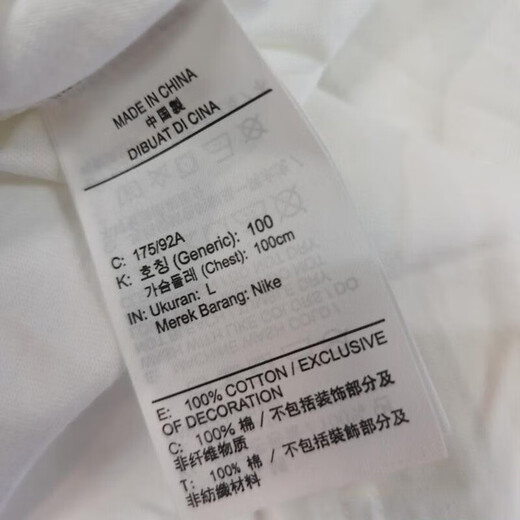 MADE IN CHINA
中国製
DIBUAT DI CINA
C: 175/92A
K: 호칭 (Generic): 100
가슴둘레 (Chest): 100cm
IN: Ukuran: L
Merek Barang: Nike
E: 100% COTTON / EXCLUSIVE
OF DECORATION
C: 100% 棉 / 不包括装饰部分及
非纤维物质
T: 100% 棉 / 不包括裝飾部分及
非紡織材料